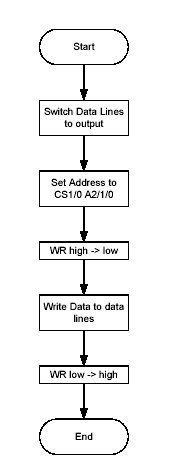 Start
Switch Data Lines
to output
Set Address to
CS1/0 A2/1/0
WR high -> low
Write Data to data
lines
WR low -> high
End